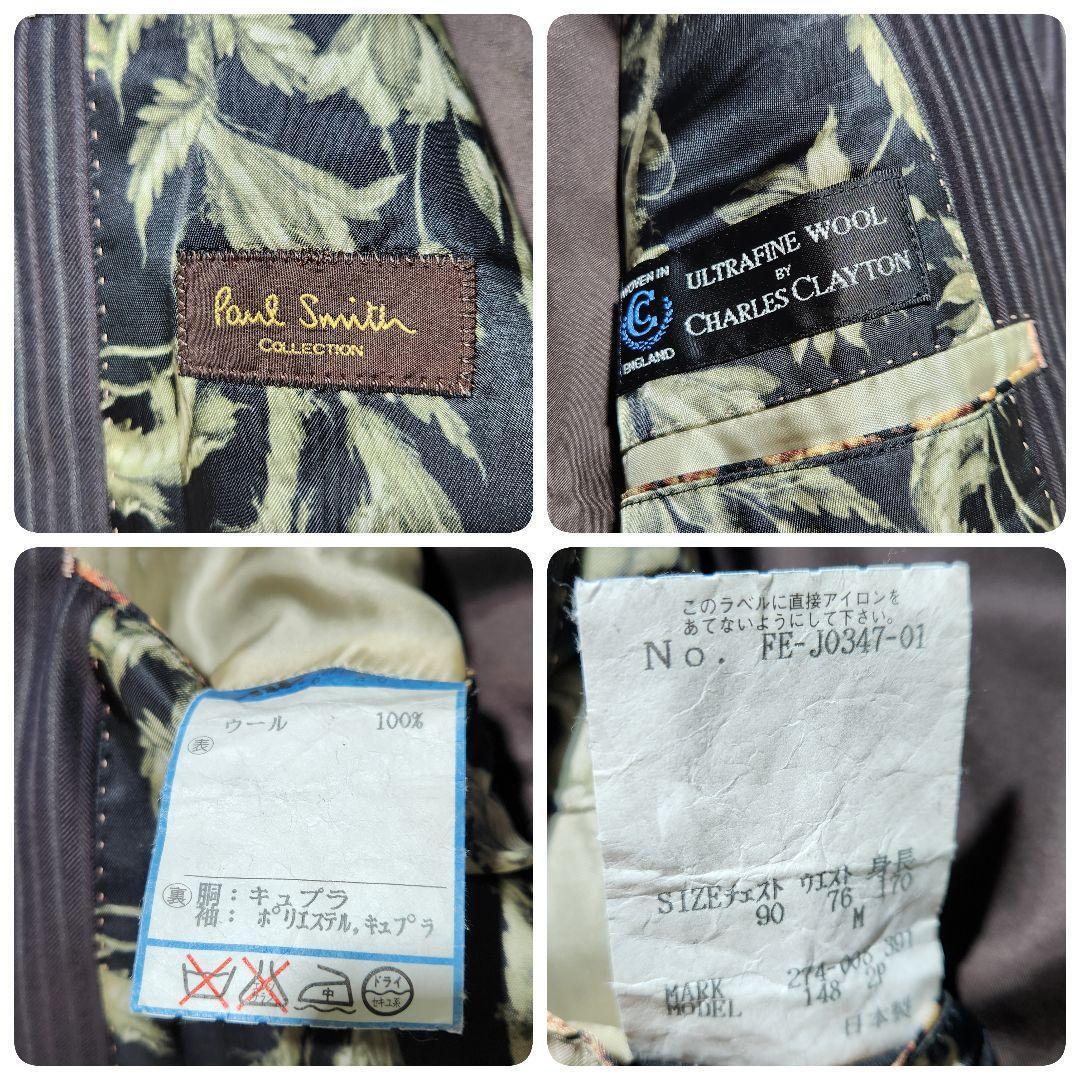 Paul Smith
COLLECTION
WOVEN IN
C
ENGLAND
ULTRAFINE WOOL
BY
CHARLES CLAYTON
ウール 100%
表
裏 胴:キュプラ
袖:ポリエステル,キュプラ
中
ドライ
セキユ系
このラベルに直接アイロンを
あてないようにして下さい。
No. FE-J0347-01
SIZE チェスト ウエスト 身長
90 76 170
M
MARK 274-008 397
MODEL 148 2P
日本製